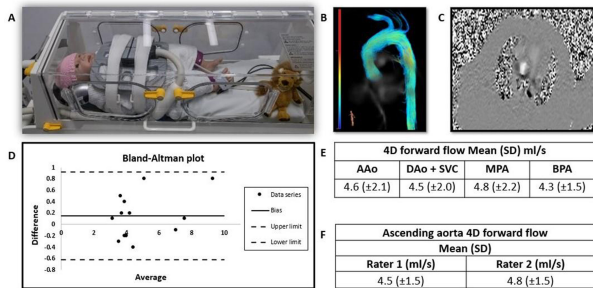 A
B
C
D
Bland-Altman plot
1
0.8
0.6
0.4
0.2
0
-0.2
-0.4
-0.6
-0.8
0
2
4
6
8
10
Difference
Average
Data series
Bias
Upper limit
Lower limit
E
4D forward flow Mean (SD) ml/s
AAo DAo + SVC MPA BPA
4.6 (±2.1) 4.5 (±2.0) 4.8 (±2.2) 4.3 (±1.5)
F
Ascending aorta 4D forward flow
Mean (SD)
Rater 1 (ml/s) Rater 2 (ml/s)
4.5 (±1.5) 4.8 (±1.5)